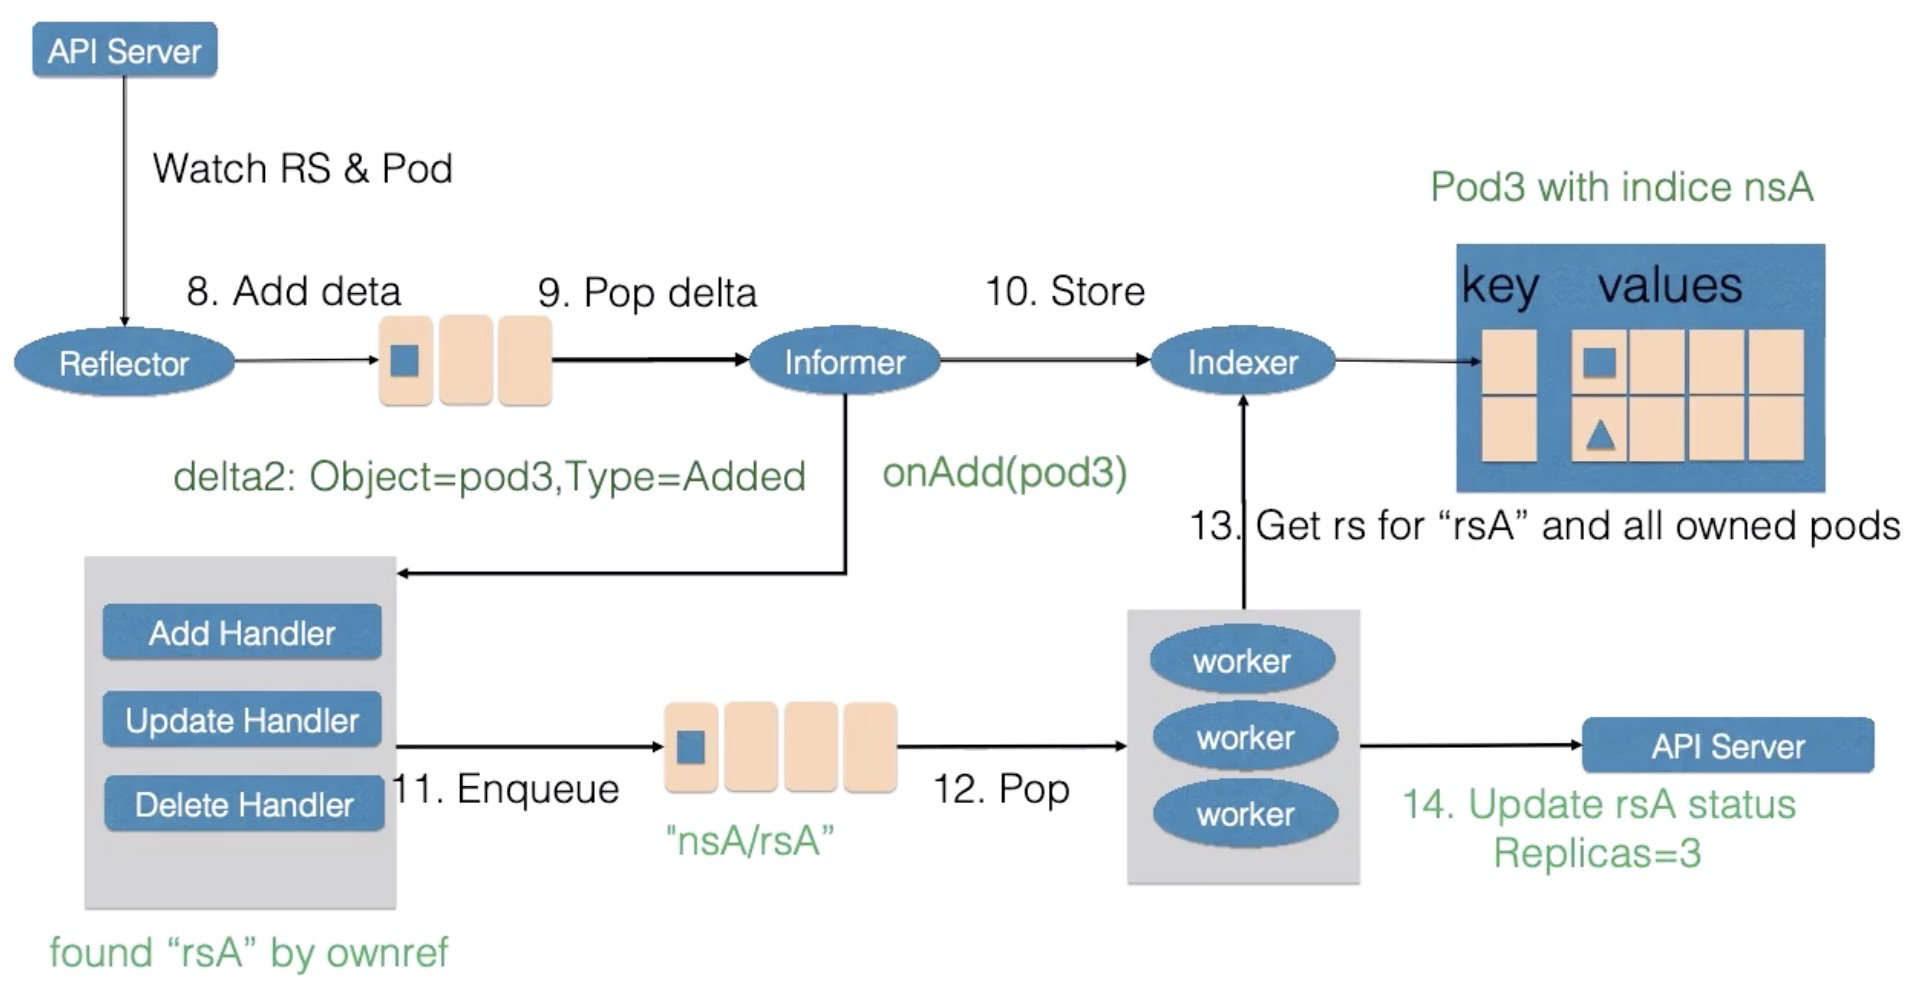 API Server
Watch RS & Pod
Pod3 with indice nsA
8. Add deta
9. Pop delta
10. Store
key values
Reflector
Informer
Indexer
delta2: Object=pod3,Type=Added
onAdd(pod3)
13. Get rs for “rsA” and all owned pods
Add Handler
Update Handler
Delete Handler
11. Enqueue
"nsA/rsA”
12. Pop
worker
worker
worker
API Server
14. Update rsA status
Replicas=3
found “rsA” by ownref